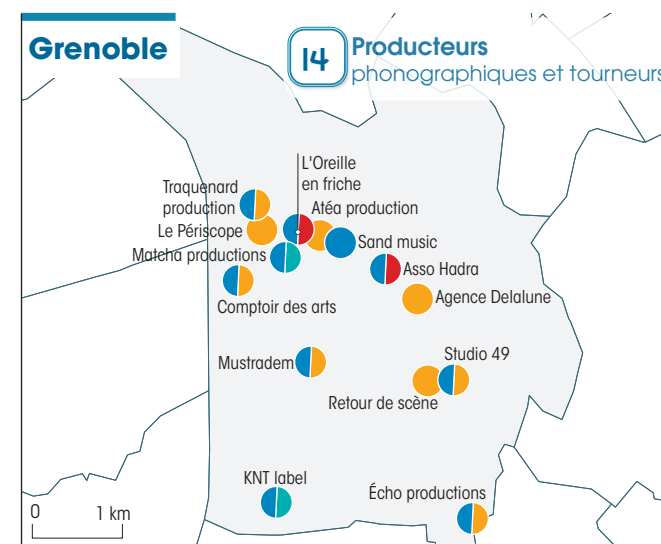 Grenoble
14
Producteurs
phonographiques et tourneurs
L'Oreille
en friche
Traquenard
production
Atéa production
Le Périscope
Sand music
Matcha productions
Asso Hadra
Agence Delalune
Comptoir des arts
Studio 49
Mustradem
Retour de scène
KNT label
Écho productions
0 1 km